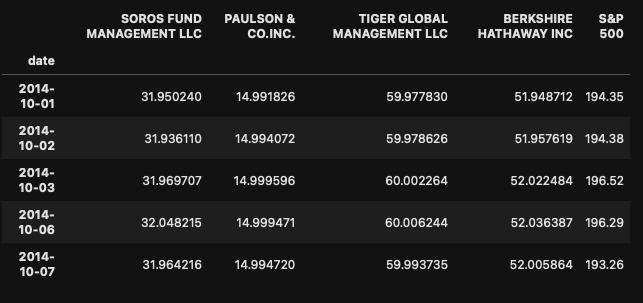 SOROS FUND MANAGEMENT LLC PAULSON & CO.INC. TIGER GLOBAL MANAGEMENT LLC BERKSHIRE HATHAWAY INC S&P 500
date
2014-10-01 31.950240 14.991826 59.977830 51.948712 194.35
2014-10-02 31.936110 14.994072 59.978626 51.957619 194.38
2014-10-03 31.969707 14.999596 60.002264 52.022484 196.52
2014-10-06 32.048215 14.999471 60.006244 52.036387 196.29
2014-10-07 31.964216 14.994720 59.993735 52.005864 193.26